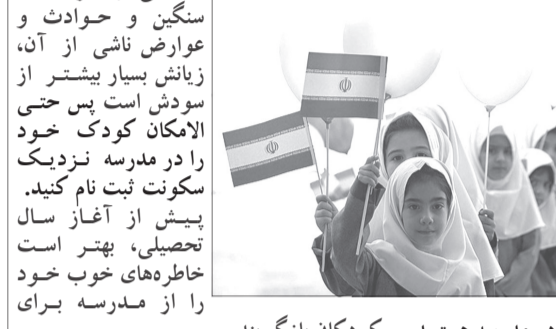 سنگین و حوادث و
عوارض ناشی از آن،
زیانش بسیار بیشتر از
سودش است پس حتی
الامکان کودک خود
را در مدرسه نزدیک
سکونت ثبت نام کنید.
پیش از آغاز سال
تحصیلی، بهتر است
خاطره‌های خوب خود
را از مدرسه برای